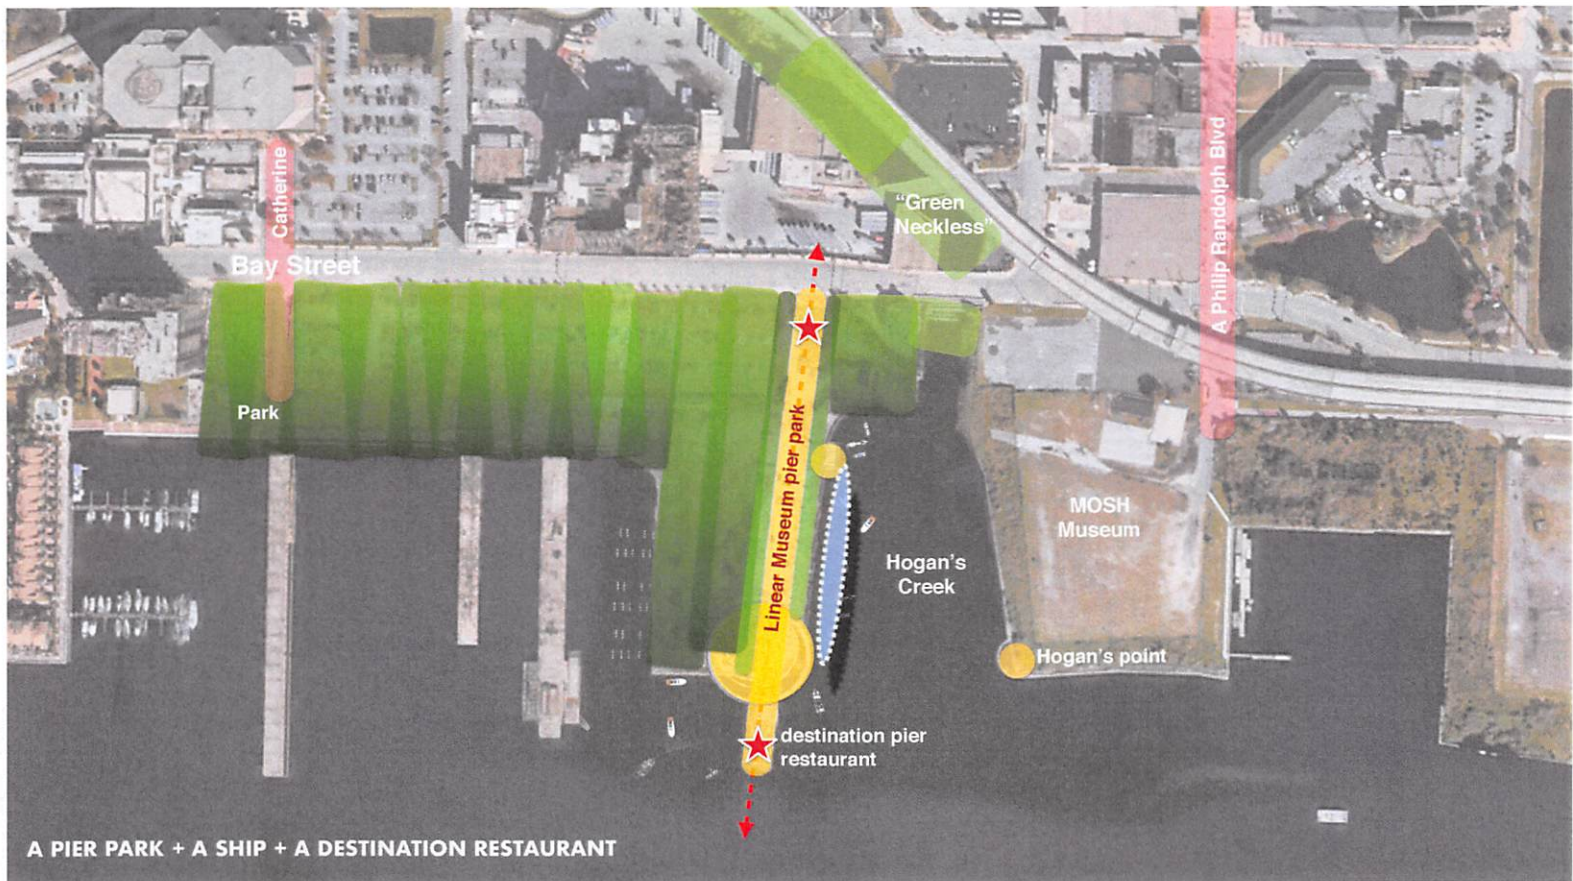 Catherine
A Philip Randolph Blvd
"Green
Neckless"
Bay Street
Park
Linear Museum pier park
MOSH
Museum
Hogan's
Creek
Hogan's point
destination pier
restaurant
A PIER PARK + A SHIP + A DESTINATION RESTAURANT